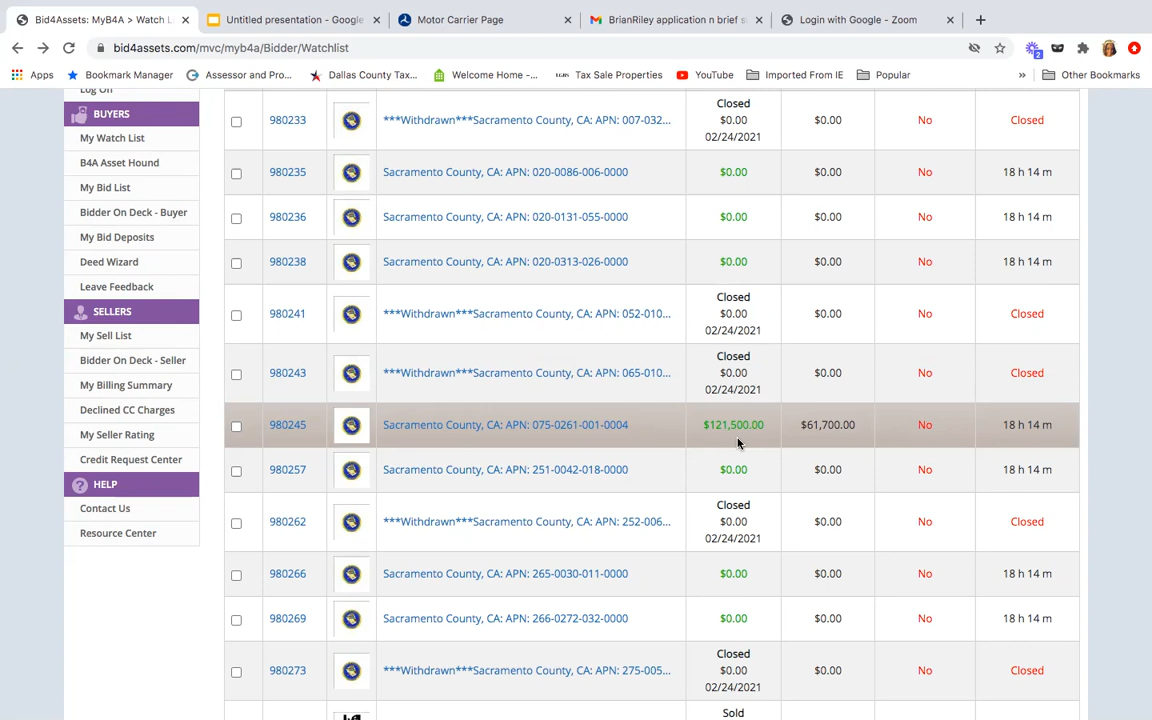 Bid4Assets: MyB4A > Watch L
Untitled presentation - Google
Motor Carrier Page
BrianRiley application n brief s
Login with Google - Zoom
bid4assets.com/mvc/myb4a/Bidder/Watchlist
2
Apps
Bookmark Manager
Assessor and Pro...
Dallas County Tax...
Welcome Home -...
Tax Sale Properties
YouTube
Imported From IE
Popular
Other Bookmarks
Log Off
BUYERS
My Watch List
B4A Asset Hound
My Bid List
Bidder On Deck - Buyer
My Bid Deposits
Deed Wizard
Leave Feedback
SELLERS
My Sell List
Bidder On Deck - Seller
My Billing Summary
Declined CC Charges
My Seller Rating
Credit Request Center
HELP
Contact Us
Resource Center
980233 ***Withdrawn***Sacramento County, CA: APN: 007-032... Closed $0.00 02/24/2021 $0.00 No Closed
980235 Sacramento County, CA: APN: 020-0086-006-0000 $0.00 $0.00 No 18 h 14 m
980236 Sacramento County, CA: APN: 020-0131-055-0000 $0.00 $0.00 No 18 h 14 m
980238 Sacramento County, CA: APN: 020-0313-026-0000 $0.00 $0.00 No 18 h 14 m
980241 ***Withdrawn***Sacramento County, CA: APN: 052-010... Closed $0.00 02/24/2021 $0.00 No Closed
980243 ***Withdrawn***Sacramento County, CA: APN: 065-010... Closed $0.00 02/24/2021 $0.00 No Closed
980245 Sacramento County, CA: APN: 075-0261-001-0004 $121,500.00 $61,700.00 No 18 h 14 m
980257 Sacramento County, CA: APN: 251-0042-018-0000 $0.00 $0.00 No 18 h 14 m
980262 ***Withdrawn***Sacramento County, CA: APN: 252-006... Closed $0.00 02/24/2021 $0.00 No Closed
980266 Sacramento County, CA: APN: 265-0030-011-0000 $0.00 $0.00 No 18 h 14 m
980269 Sacramento County, CA: APN: 266-0272-032-0000 $0.00 $0.00 No 18 h 14 m
980273 ***Withdrawn***Sacramento County, CA: APN: 275-005... Closed $0.00 02/24/2021 $0.00 No Closed
Sold